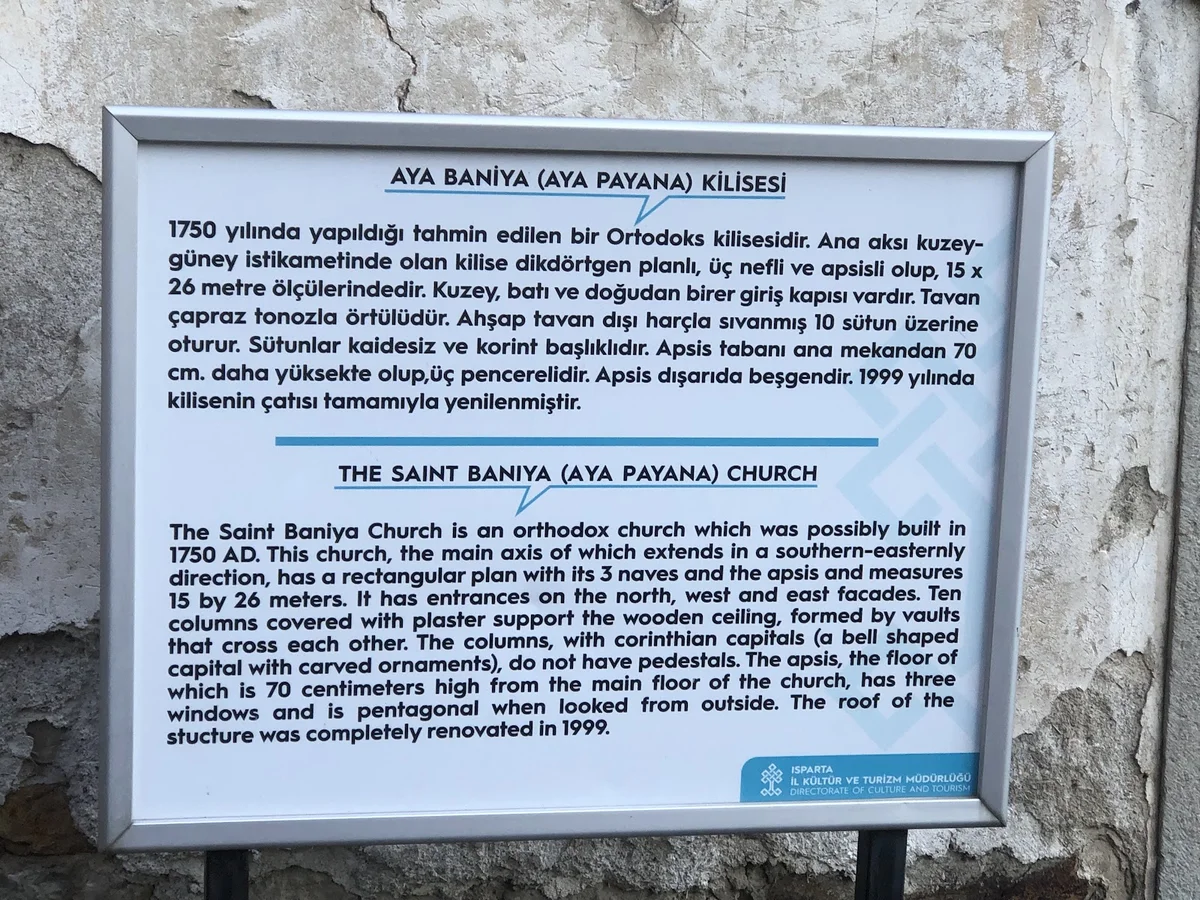 AYA BANİYA (AYA PAYANA) KİLİSESİ
1750 yılında yapıldığı tahmin edilen bir Ortodoks kilisesidir. Ana aksı kuzey-
güney istikametinde olan kilise dikdörtgen planlı, üç nefli ve apsisli olup, 15 x
26 metre ölçülerindedir. Kuzey, batı ve doğudan birer giriş kapısı vardır. Tavan
çapraz tonozla örtülüdür. Ahşap tavan dışı harçla sıvanmış 10 sütun üzerine
oturur. Sütunlar kaidesiz ve korint başlıklıdır. Apsis tabanı ana mekandan 70
cm. daha yüksekte olup,üç pencerelidir. Apsis dışarıda beşgendir. 1999 yılında
kilisenin çatısı tamamıyla yenilenmiştir.
THE SAINT BANIYA (AYA PAYANA) CHURCH
The Saint Baniya Church is an orthodox church which was possibly built in
1750 AD. This church, the main axis of which extends in a southern-easternly
direction, has a rectangular plan with its 3 naves and the apsis and measures
15 by 26 meters. It has entrances on the north, west and east facades. Ten
columns covered with plaster support the wooden ceiling, formed by vaults
that cross each other. The columns, with corinthian capitals (a bell shaped
capital with carved ornaments), do not have pedestals. The apsis, the floor of
which is 70 centimeters high from the main floor of the church, has three
windows and is pentagonal when looked from outside. The roof of the
stucture was completely renovated in 1999.
ISPARTA
İL KÜLTÜR VE TURİZM MÜDÜRLÜĞÜ
DIRECTORATE OF CULTURE AND TOURISM